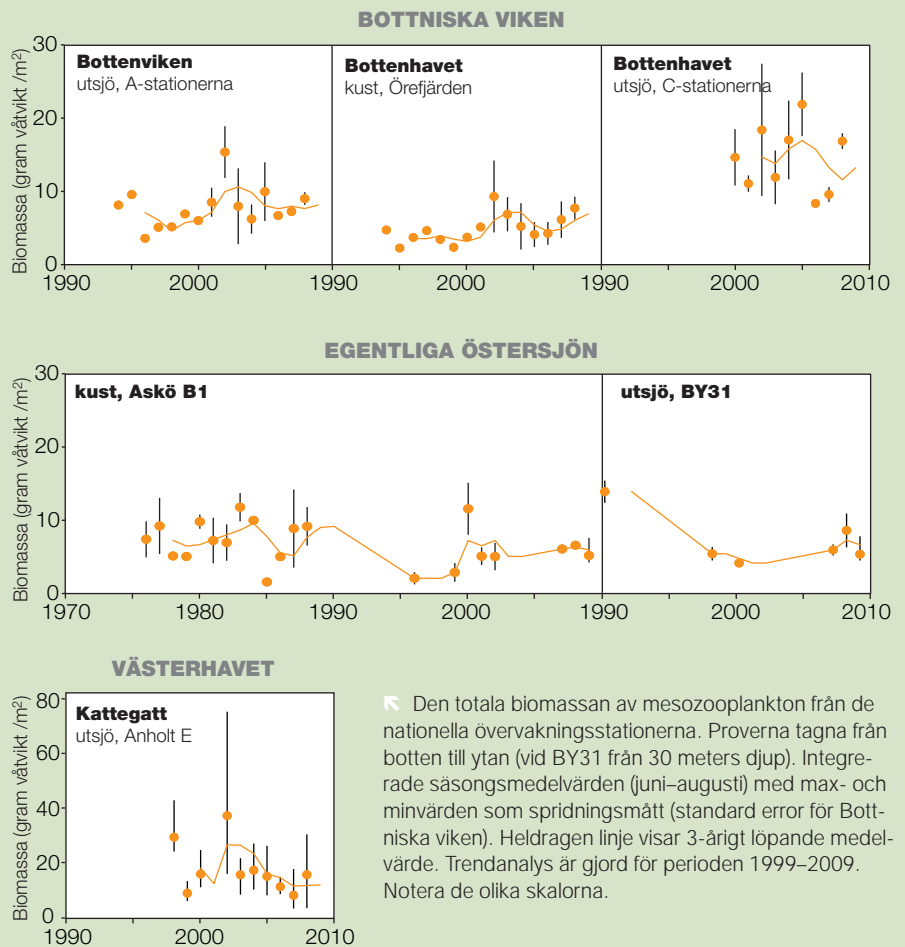 BOTTNISKA VIKEN
Biomassa (gram våtvikt /m²)
30
20
10
0
Bottenviken
utsjö, A-stationerna
Bottenhavet
kust, Örefjärden
Bottenhavet
utsjö, C-stationerna
1990
2000
1990
2000
1990
2000
2010
EGENTLIGA ÖSTERSJÖN
Biomassa (gram våtvikt /m²)
30
20
10
0
kust, Askö B1
utsjö, BY31
1970
1980
1990
2000
1990
2000
2010
VÄSTERHAVET
Biomassa (gram våtvikt /m²)
80
60
40
20
0
Kattegatt
utsjö, Anholt E
1990
2000
2010
Den totala biomassan av mesozooplankton från de
nationella övervakningsstationerna. Proverna tagna från
botten till ytan (vid BY31 från 30 meters djup). Integre-
rade säsongsmedelvärden (juni–augusti) med max- och
minvärden som spridningsmått (standard error för Bott-
niska viken). Heldragen linje visar 3-årigt löpande medel-
värde. Trendanalys är gjord för perioden 1999–2009.
Notera de olika skalorna.